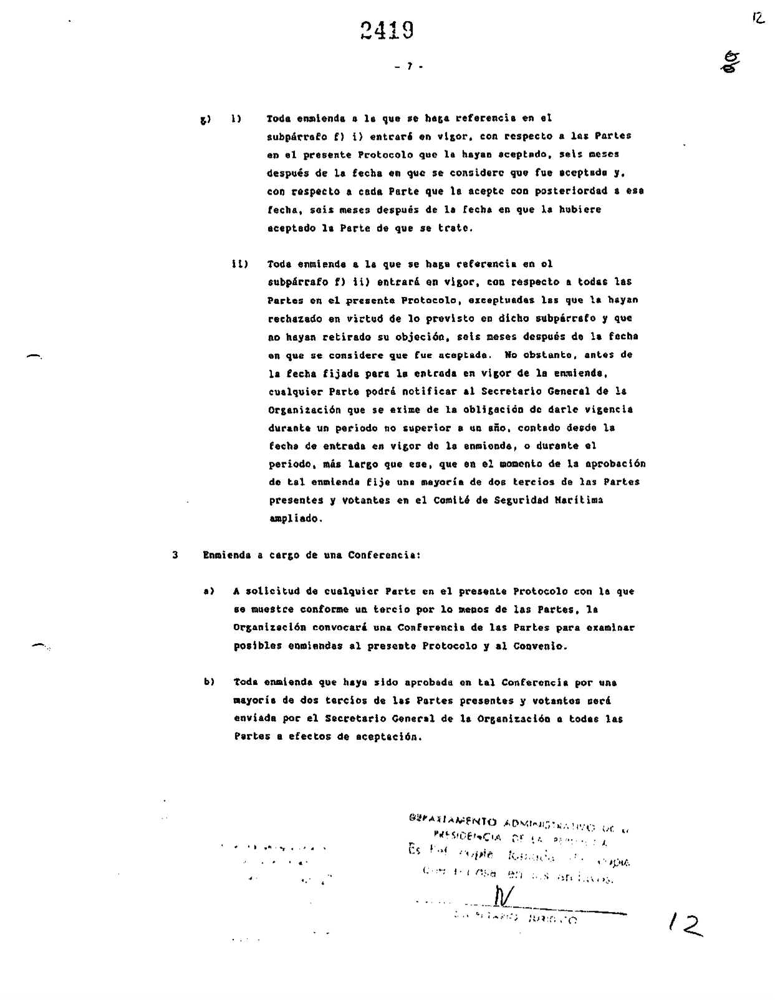 12
2419
- 7 -
g) i) Toda enmienda a la que se haga referencia en el
subpárrafo f) i) entrará en vigor, con respecto a las Partes
en el presente Protocolo que la hayan aceptado, seis meses
después de la fecha en que se considere que fue aceptada y,
con respecto a cada Parte que la acepte con posteriordad a esa
fecha, seis meses después de la fecha en que la hubiere
aceptado la Parte de que se trate.
ii) Toda enmienda a la que se haga referencia en el
subpárrafo f) ii) entrará en vigor, con respecto a todas las
Partes en el presente Protocolo, exceptuadas las que la hayan
rechazado en virtud de lo previsto en dicho subpárrafo y que
no hayan retirado su objeción, seis meses después de la fecha
en que se considere que fue aceptada. No obstante, antes de
la fecha fijada para la entrada en vigor de la enmienda,
cualquier Parte podrá notificar al Secretario General de la
Organización que se exime de la obligación de darle vigencia
durante un periodo no superior a un año, contado desde la
fecha de entrada en vigor de la enmienda, o durante el
periodo, más largo que ese, que en el momento de la aprobación
de tal enmienda fije una mayoría de dos tercios de las Partes
presentes y votantes en el Comité de Seguridad Marítima
ampliado.
3 Enmienda a cargo de una Conferencia:
a) A solicitud de cualquier Parte en el presente Protocolo con la que
se muestre conforme un tercio por lo menos de las Partes, la
Organización convocará una Conferencia de las Partes para examinar
posibles enmiendas al presente Protocolo y al Convenio.
b) Toda enmienda que haya sido aprobada en tal Conferencia por una
mayoría de dos tercios de las Partes presentes y votantes será
enviada por el Secretario General de la Organización a todas las
Partes a efectos de aceptación.
DEPARTAMENTO ADMINISTRATIVO DE
PRESIDENCIA DE LA
Es fiel copia tomada copia
en sus archivos.
JURIDICO
12